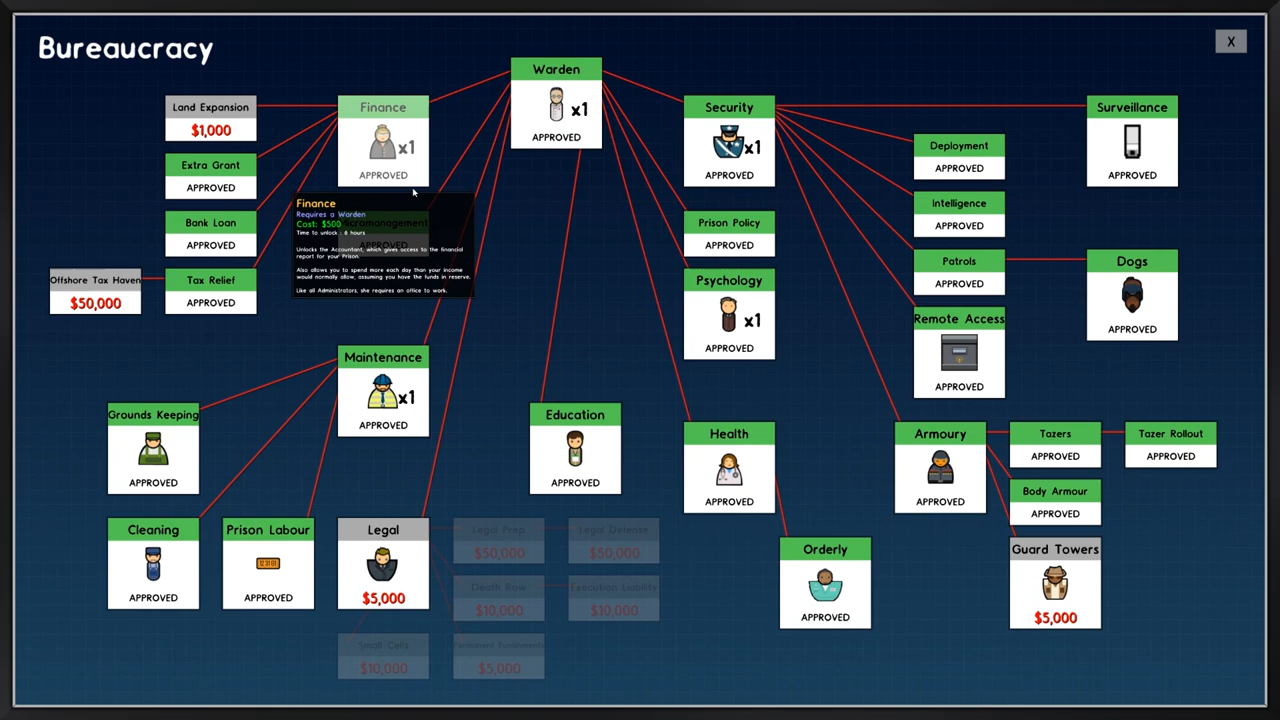 Bureaucracy
X
Warden
x1
APPROVED
Land Expansion
$1,000
Finance
x1
APPROVED
Security
x1
APPROVED
Surveillance
APPROVED
Extra Grant
APPROVED
Deployment
APPROVED
Bank Loan
APPROVED
Finance
Requires a Warden
Cost: $500
Time to unlock : 8 hours
Unlocks the Accountant, which gives access to the financial
report for your Prison.
Also allows you to spend more each day than your income
would normally allow, assuming you have the funds in reserve.
Like all Administrators, she requires an office to work.
Prison Policy
APPROVED
Intelligence
APPROVED
Offshore Tax Haven
$50,000
Tax Relief
APPROVED
Psychology
x1
APPROVED
Patrols
APPROVED
Dogs
APPROVED
Remote Access
APPROVED
Maintenance
x1
APPROVED
Grounds Keeping
APPROVED
Education
APPROVED
Health
APPROVED
Armoury
APPROVED
Tazers
APPROVED
Tazer Rollout
APPROVED
Body Armour
APPROVED
Cleaning
APPROVED
Prison Labour
APPROVED
Legal
$5,000
Legal Prep
$50,000
Legal Defense
$50,000
Orderly
APPROVED
Guard Towers
$5,000
Death Row
$10,000
Execution Liability
$10,000
Small Cells
$10,000
Permanent Punishments
$5,000